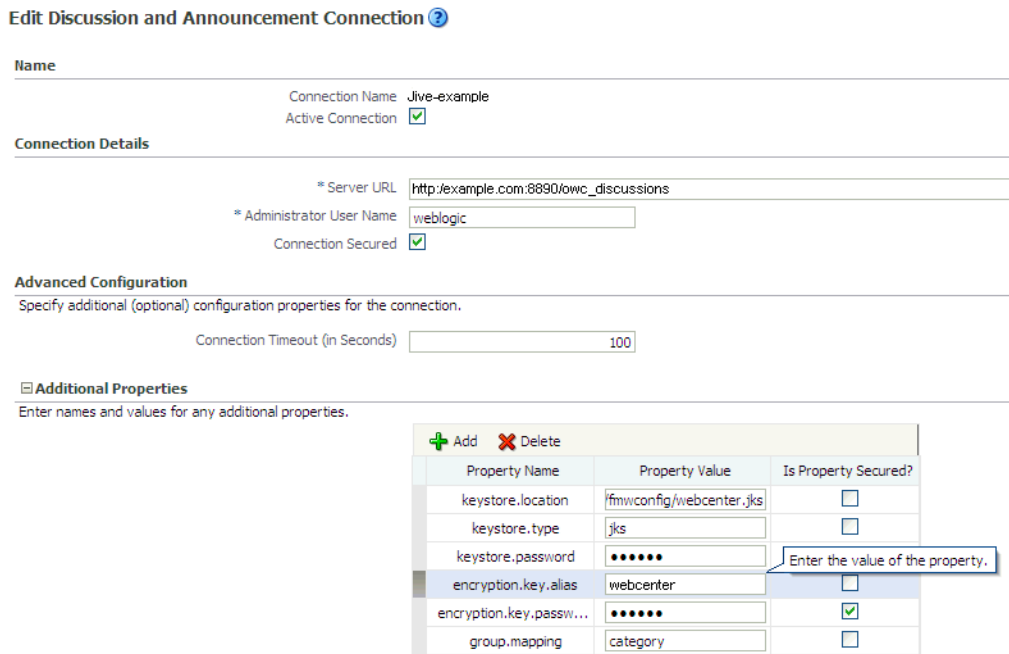 Edit Discussion and Announcement Connection ?
Name
Connection Name Jive-example
Active Connection
Connection Details
* Server URL http:/example.com:8890/owc_discussions
* Administrator User Name weblogic
Connection Secured
Advanced Configuration
Specify additional (optional) configuration properties for the connection.
Connection Timeout (in Seconds) 100
Additional Properties
Enter names and values for any additional properties.
Add Delete
Property Name Property Value Is Property Secured?
keystore.location /fmwconfig/webcenter.jks
keystore.type jks
keystore.password ••••••
Enter the value of the property.
encryption.key.alias webcenter
encryption.key.passw... ••••••
group.mapping category